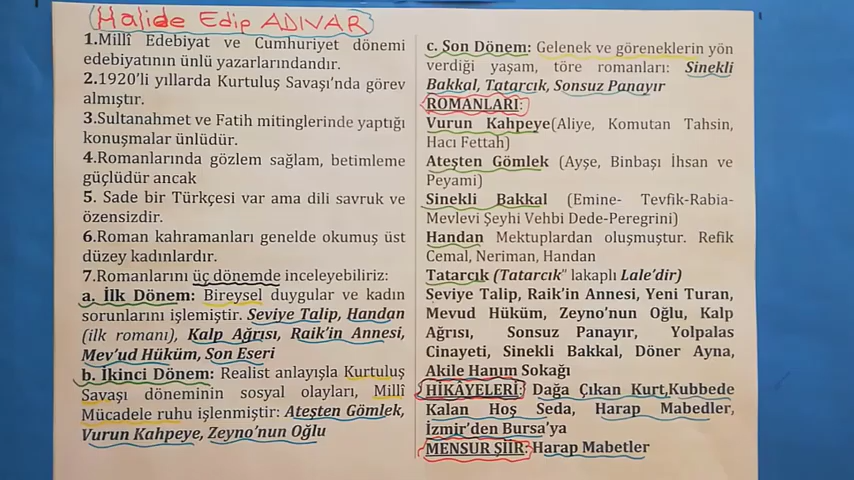 Halide Edip ADIVAR
1.Millî Edebiyat ve Cumhuriyet dönemi
edebiyatının ünlü yazarlarındandır.
2.1920'li yıllarda Kurtuluş Savaşı'nda görev
almıştır.
3.Sultanahmet ve Fatih mitinglerinde yaptığı
konuşmalar ünlüdür.
4.Romanlarında gözlem sağlam, betimleme
güçlüdür ancak
5. Sade bir Türkçesi var ama dili savruk ve
özensizdir.
6.Roman kahramanları genelde okumuş üst
düzey kadınlardır.
7.Romanlarını üç dönemde inceleyebiliriz:
a. İlk Dönem: Bireysel duygular ve kadın
sorunlarını işlemiştir. Seviye Talip, Handan
(ilk romanı), Kalp Ağrısı, Raik'in Annesi,
Mev'ud Hüküm, Son Eseri
b. İkinci Dönem: Realist anlayışla Kurtuluş
Savaşı döneminin sosyal olayları, Millî
Mücadele ruhu işlenmiştir: Ateşten Gömlek,
Vurun Kahpeye, Zeyno'nun Oğlu
c. Son Dönem: Gelenek ve göreneklerin yön
verdiği yaşam, töre romanları: Sinekli
Bakkal, Tatarcık, Sonsuz Panayır
ROMANLARI:
Vurun Kahpeye(Aliye, Komutan Tahsin,
Hacı Fettah)
Ateşten Gömlek (Ayşe, Binbaşı İhsan ve
Peyami)
Sinekli Bakkal (Emine- Tevfik-Rabia-
Mevlevi Şeyhi Vehbi Dede-Peregrini)
Handan Mektuplardan oluşmuştur. Refik
Cemal, Neriman, Handan
Tatarcık (Tatarcık" lakaplı Lale'dir)
Seviye Talip, Raik'in Annesi, Yeni Turan,
Mevud Hüküm, Zeyno'nun Oğlu, Kalp
Ağrısı, Sonsuz Panayır, Yolpalas
Cinayeti, Sinekli Bakkal, Döner Ayna,
Akile Hanım Sokağı
HİKÂYELERİ: Dağa Çıkan Kurt,Kubbede
Kalan Hoş Seda, Harap Mabedler,
İzmir'den Bursa'ya
MENSUR ŞİİR: Harap Mabetler